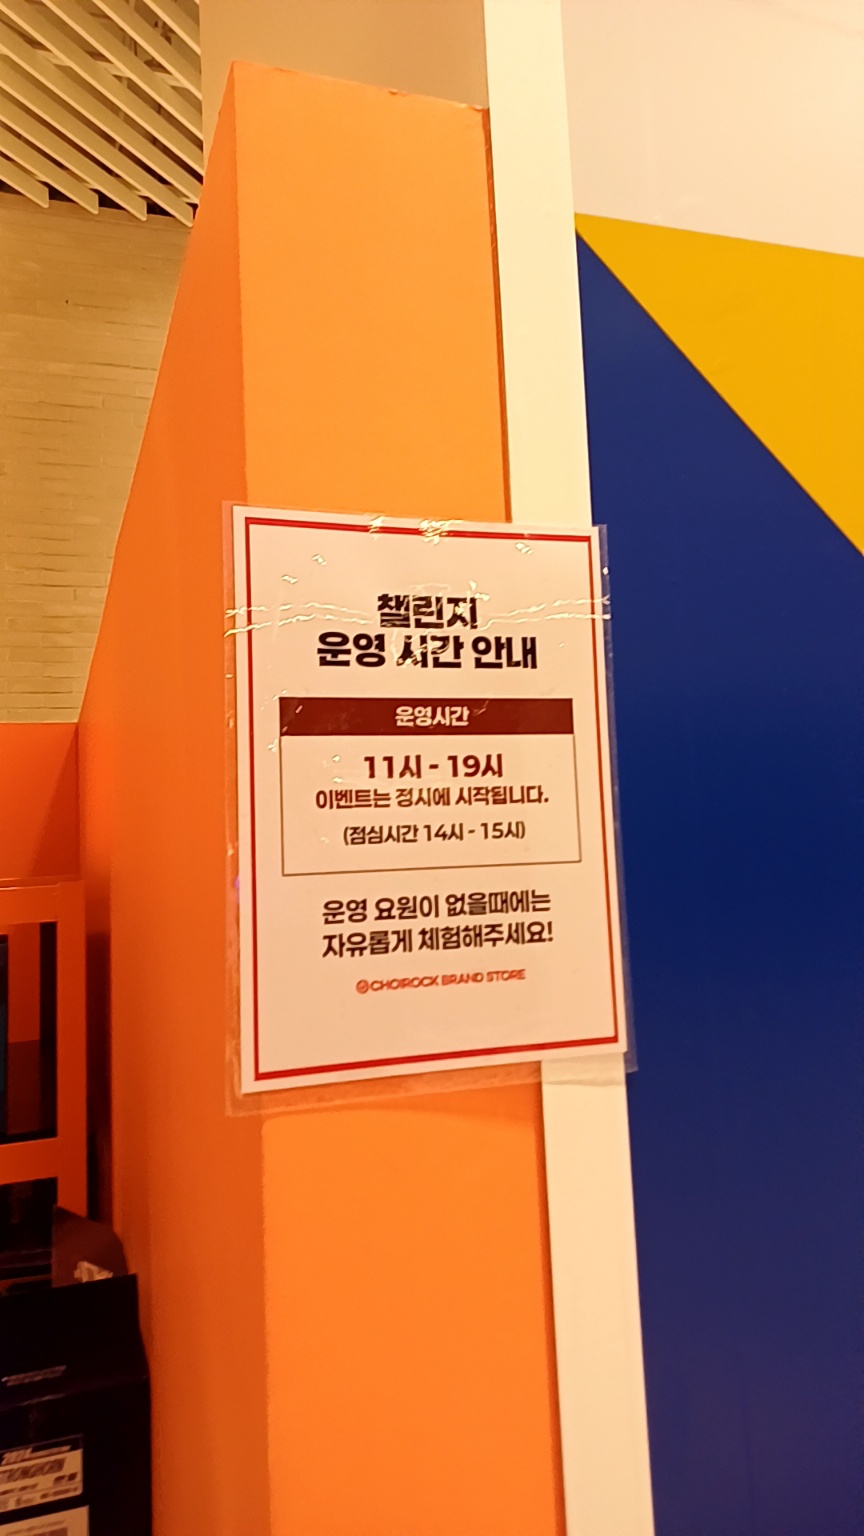 챌린지
운영 시간 안내
운영시간
11시 - 19시
이벤트는 정시에 시작됩니다.
(점심시간 14시 - 15시)
운영 요원이 없을때에는
자유롭게 체험해주세요!
CHOIROCK BRAND STORE